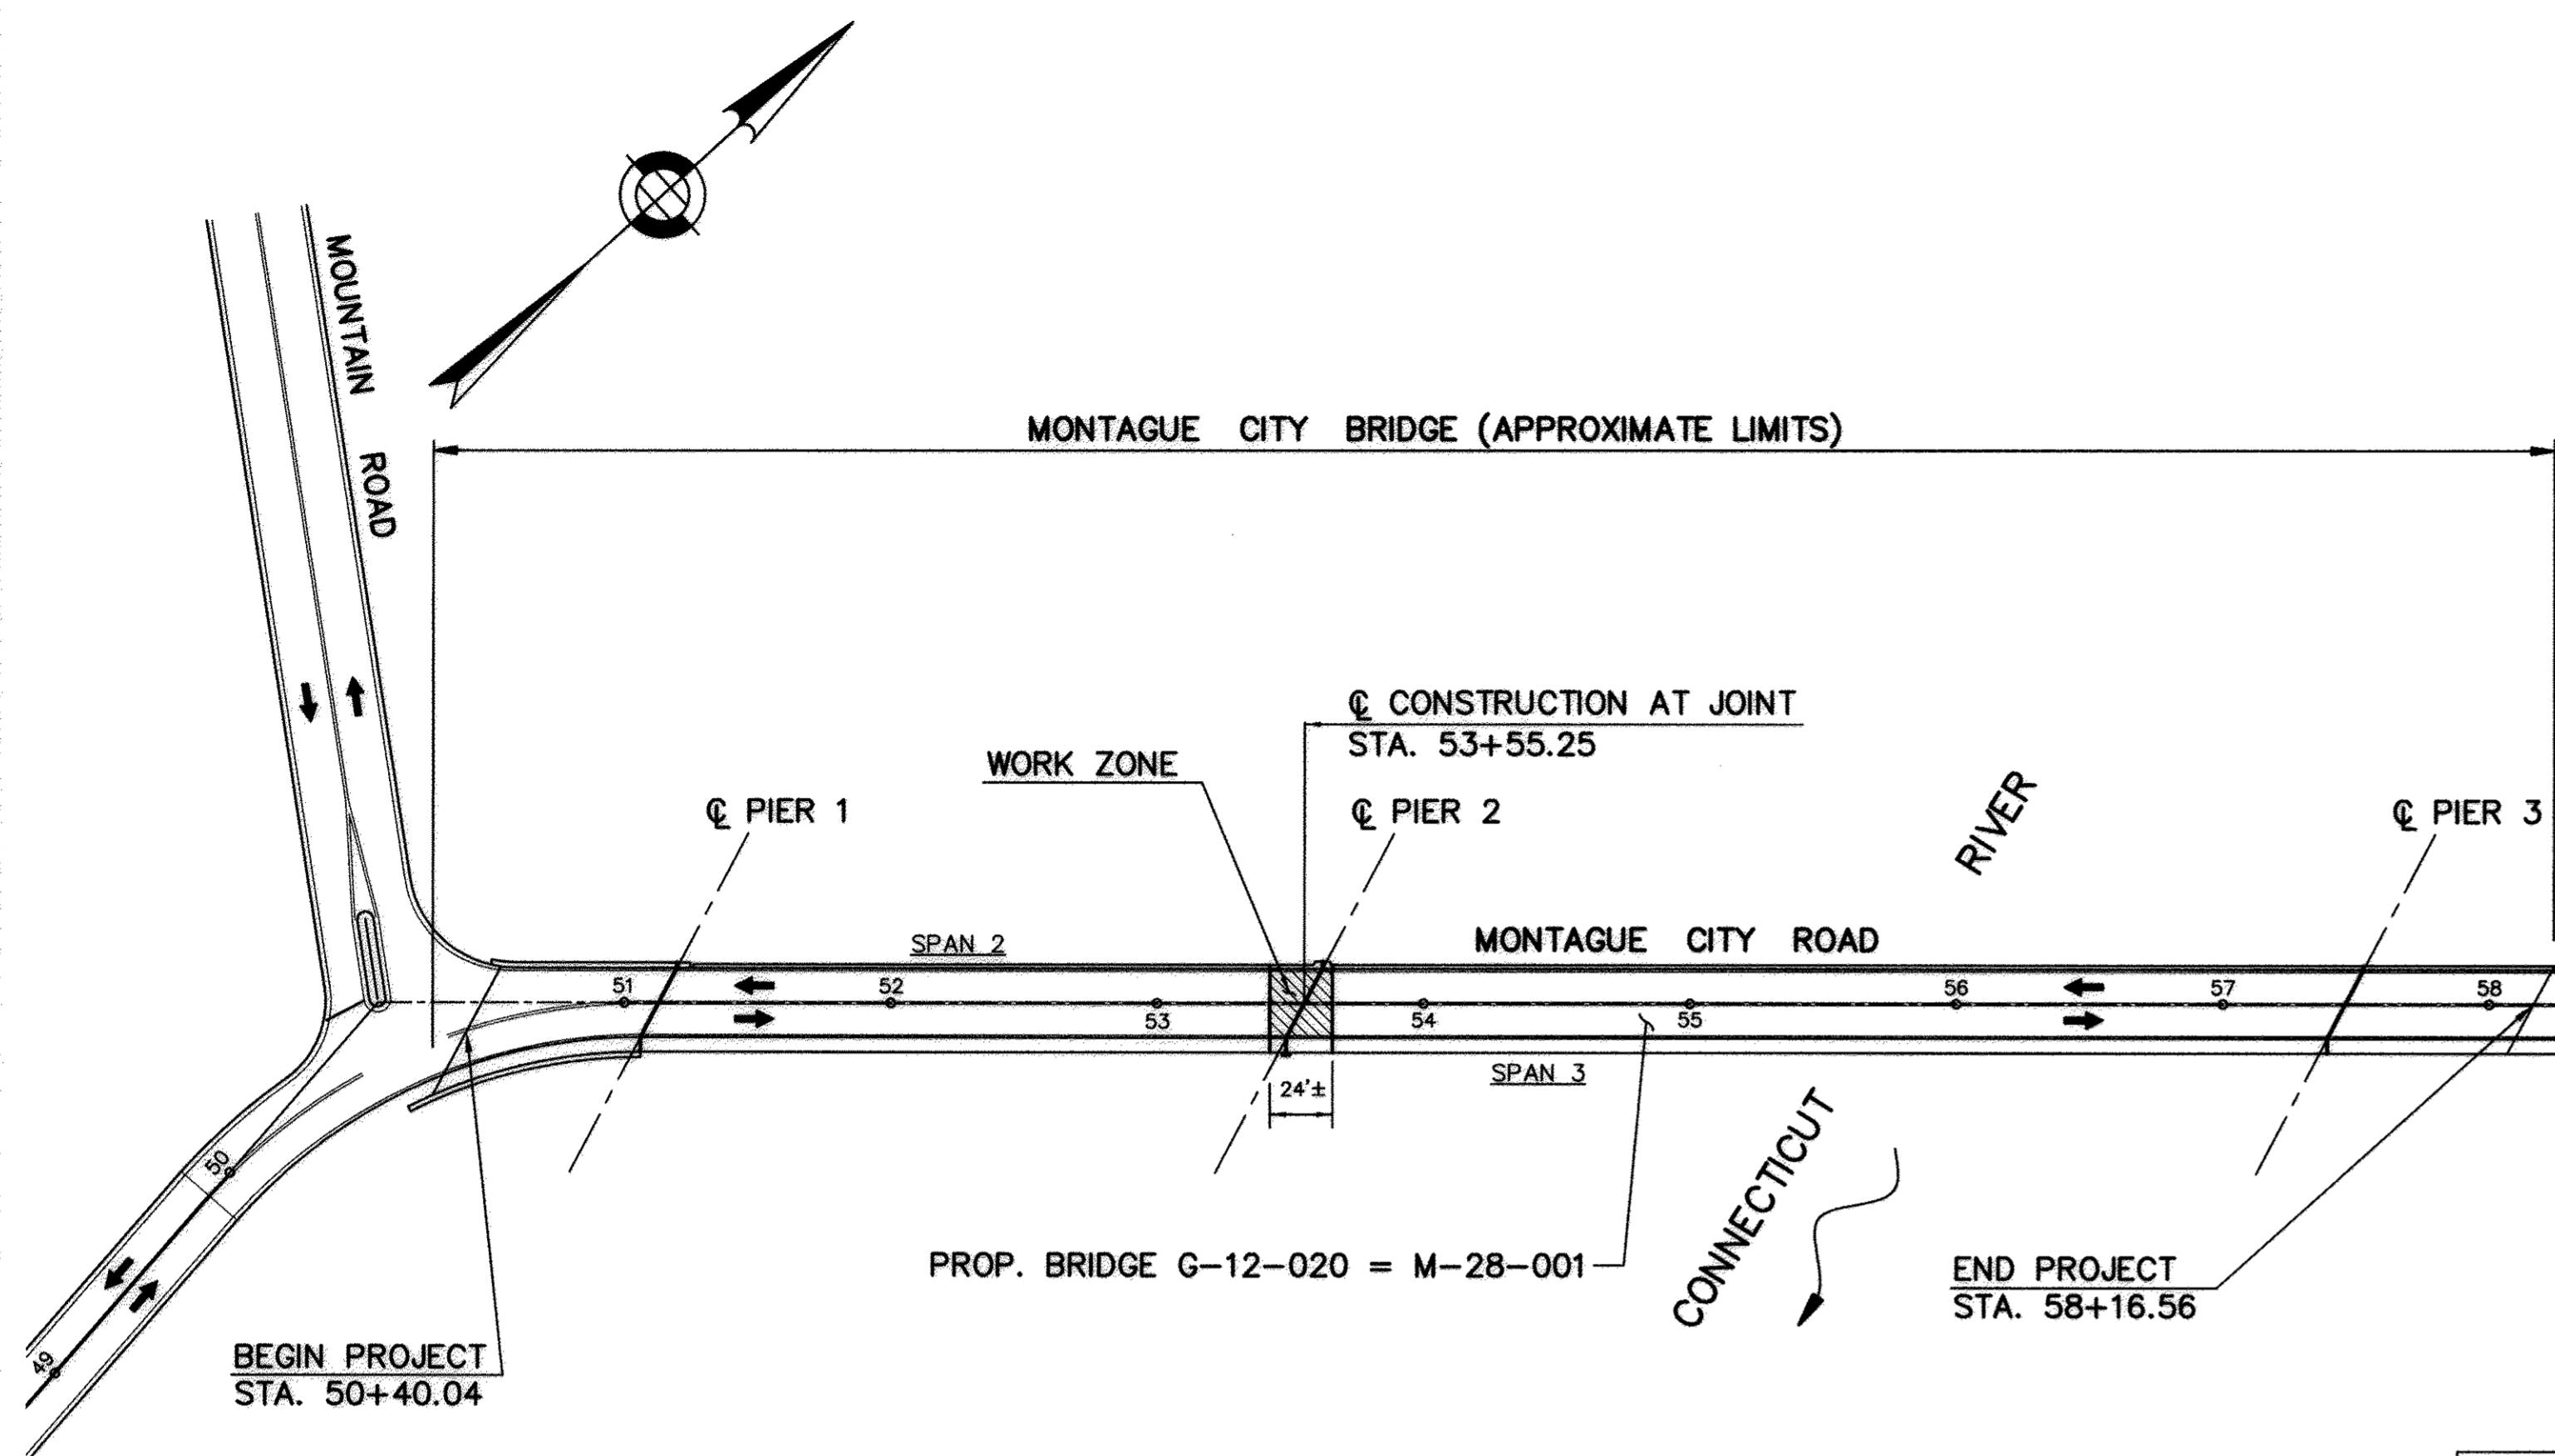 MOUNTAIN ROAD
MONTAGUE CITY BRIDGE (APPROXIMATE LIMITS)
℄ CONSTRUCTION AT JOINT
STA. 53+55.25
WORK ZONE
℄ PIER 1
℄ PIER 2
℄ PIER 3
RIVER
SPAN 2
MONTAGUE CITY ROAD
51
52
53
54
55
56
57
58
SPAN 3
24'±
50
49
CONNECTICUT
PROP. BRIDGE G-12-020 = M-28-001
END PROJECT
STA. 58+16.56
BEGIN PROJECT
STA. 50+40.04